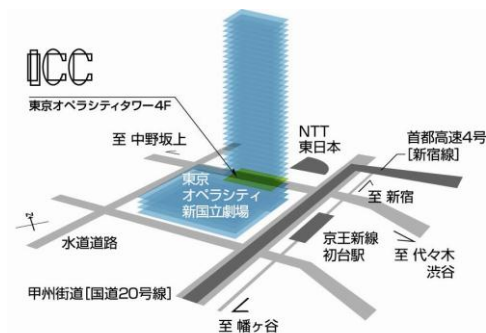 ICC
東京オペラシティタワー4F
至 中野坂上
NTT
東日本
首都高速4号
[新宿線]
至 新宿
東京
オペラシティ
新国立劇場
水道道路
京王新線
初台駅
至 代々木
渋谷
甲州街道[国道20号線]
至 幡ヶ谷